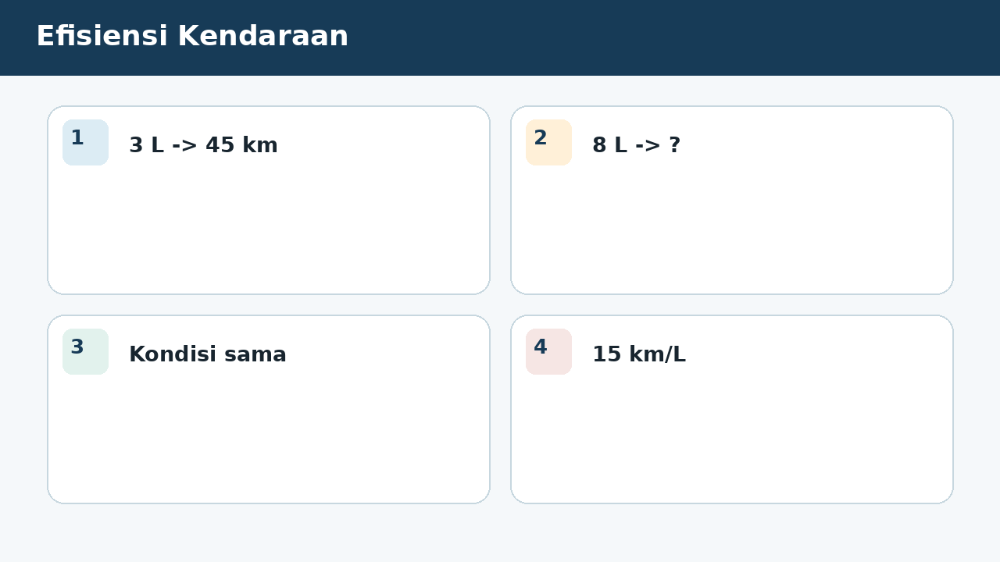 Efisiensi Kendaraan
1
3 L -> 45 km
2
8 L -> ?
3
Kondisi sama
4
15 km/L